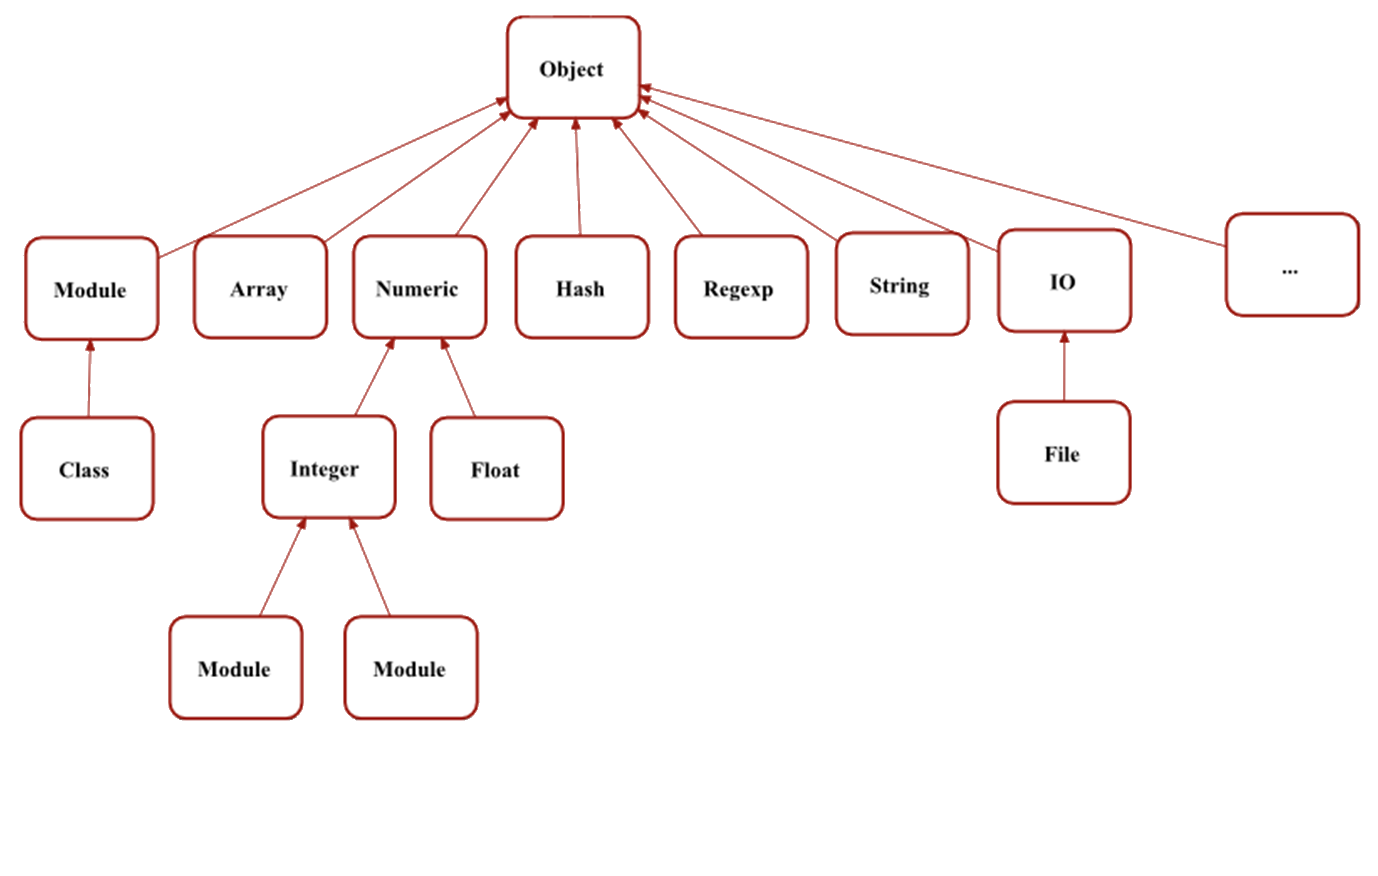 Object
Module
Array
Numeric
Hash
Regexp
String
IO
...
Class
Integer
Float
File
Module
Module